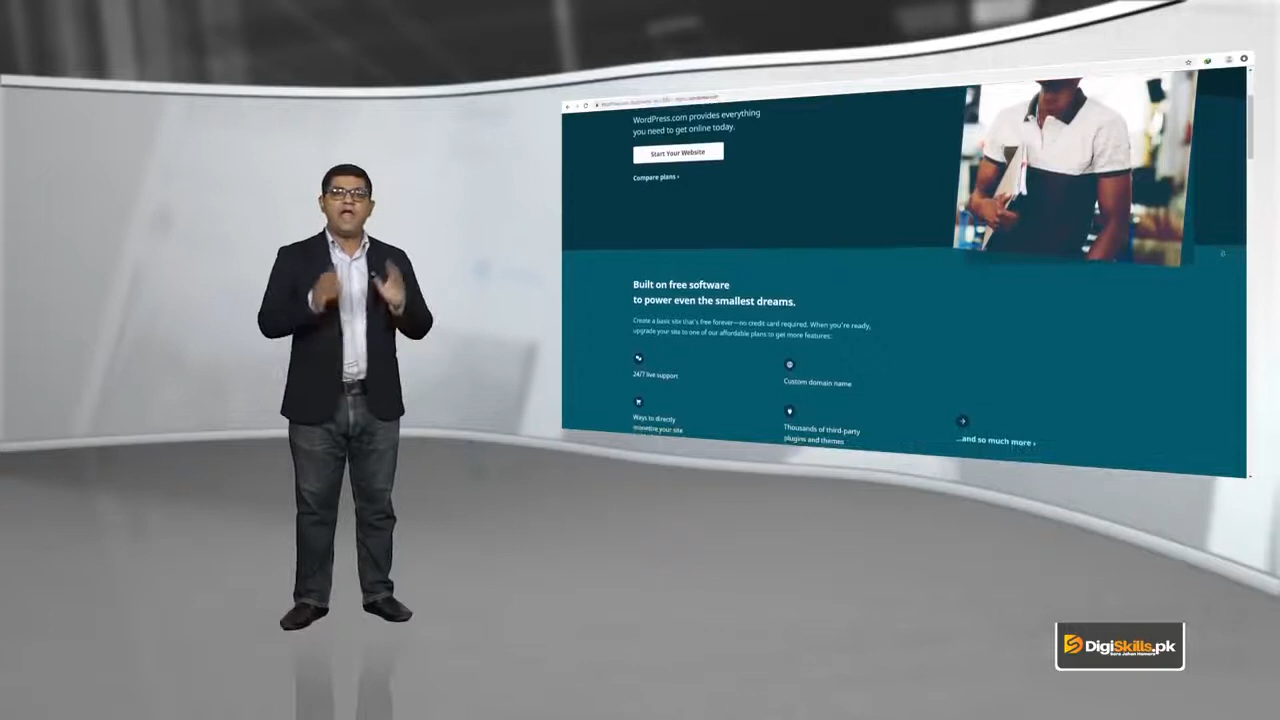 WordPress.com provides everything
you need to get online today.
Start Your Website
Compare plans ›
Built on free software
to power even the smallest dreams.
Create a basic site that's free forever—no credit card required. When you're ready,
upgrade your site to one of our affordable plans to get more features:
24/7 live support
Custom domain name
Ways to directly
monetize your site
Thousands of third-party
plugins and themes
...and so much more ›
DigiSkills.pk